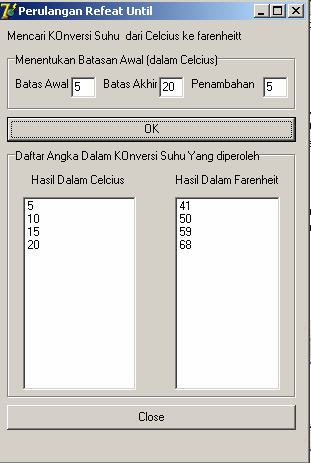 Perulangan Refeat Until
Mencari KOnversi Suhu dari Celcius ke farenheitt
Menentukan Batasan Awal (dalam Celcius)
Batas Awal 5 Batas Akhir 20 Penambahan 5
OK
Daftar Angka Dalam KOnversi Suhu Yang diperoleh
Hasil Dalam Celcius Hasil Dalam Farenheit
5 41
10 50
15 59
20 68
Close